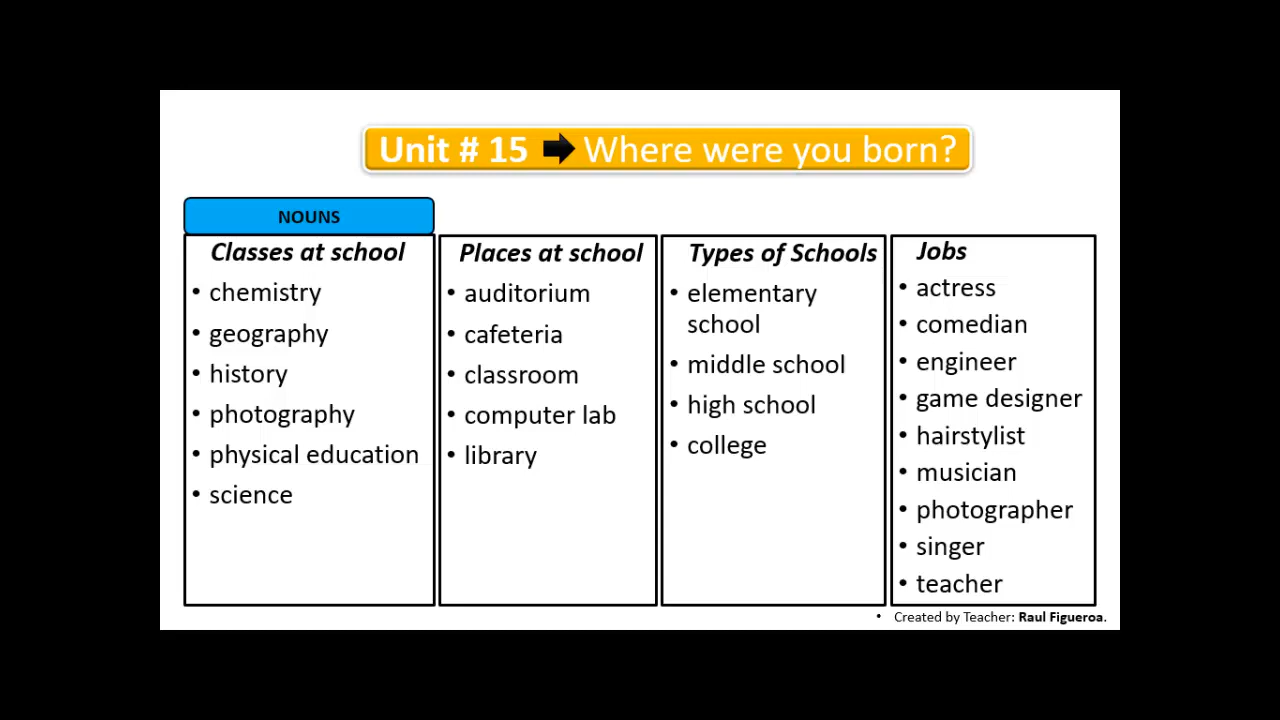 Unit # 15 ➡ Where were you born?
NOUNS
Classes at school
• chemistry
• geography
• history
• photography
• physical education
• science
Places at school
• auditorium
• cafeteria
• classroom
• computer lab
• library
Types of Schools
• elementary
school
• middle school
• high school
• college
Jobs
• actress
• comedian
• engineer
• game designer
• hairstylist
• musician
• photographer
• singer
• teacher
• Created by Teacher: Raul Figueroa.